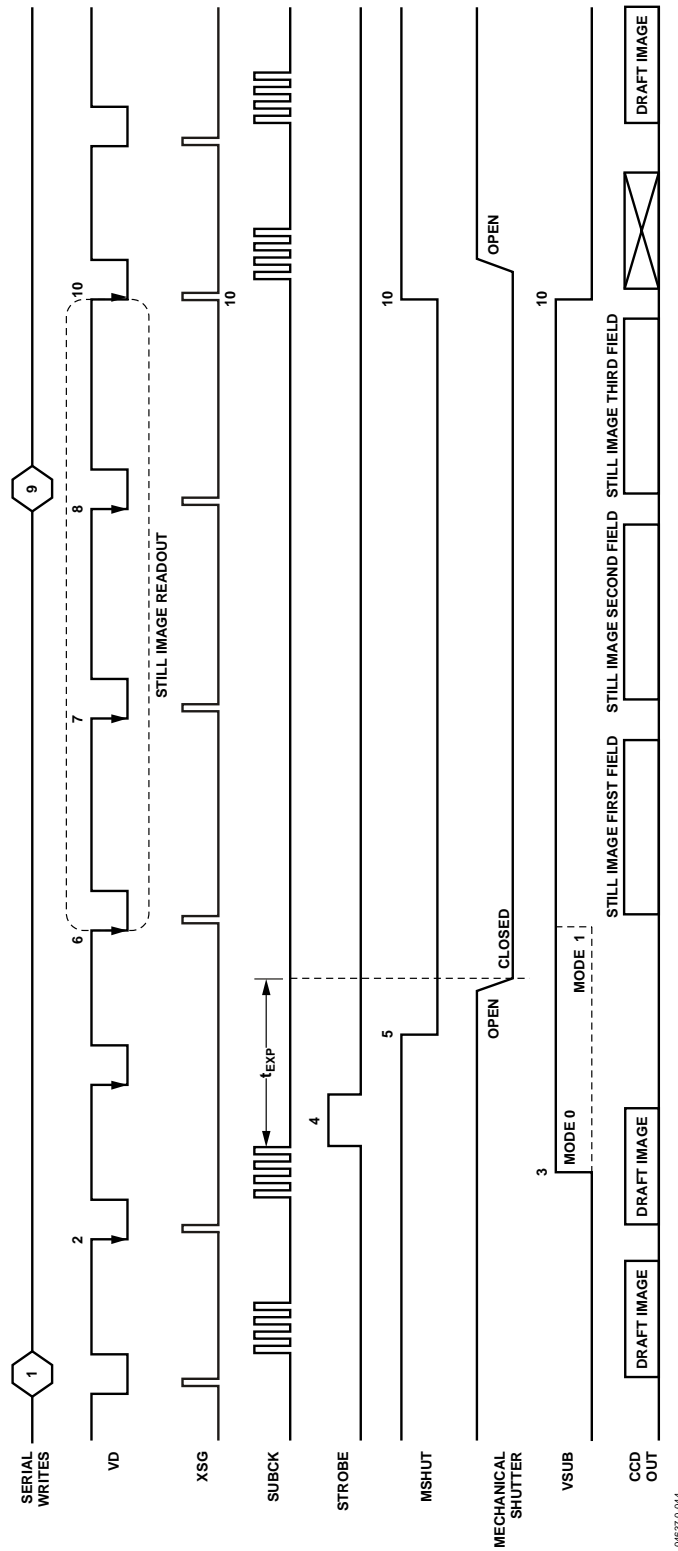 SERIAL
WRITES
1
9
VD
2
6
7
8
10
STILL IMAGE READOUT
XSG
10
SUBCK
tEXP
STROBE
4
MSHUT
5
10
MECHANICAL
SHUTTER
OPEN
CLOSED
OPEN
VSUB
3
MODE 0
MODE 1
10
CCD
OUT
DRAFT IMAGE
DRAFT IMAGE
STILL IMAGE FIRST FIELD
STILL IMAGE SECOND FIELD
STILL IMAGE THIRD FIELD
DRAFT IMAGE
04637-0-044